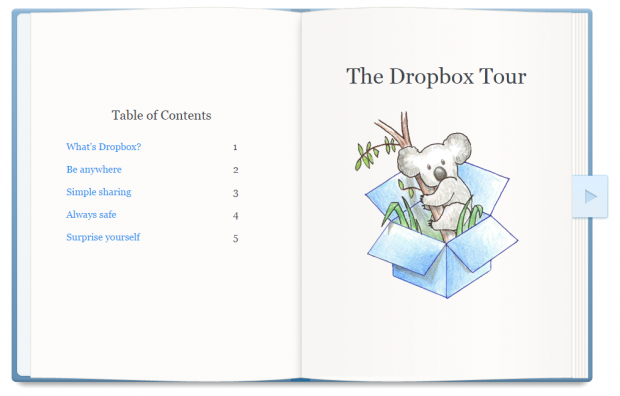 Table of Contents
What's Dropbox? 1
Be anywhere 2
Simple sharing 3
Always safe 4
Surprise yourself 5
The Dropbox Tour